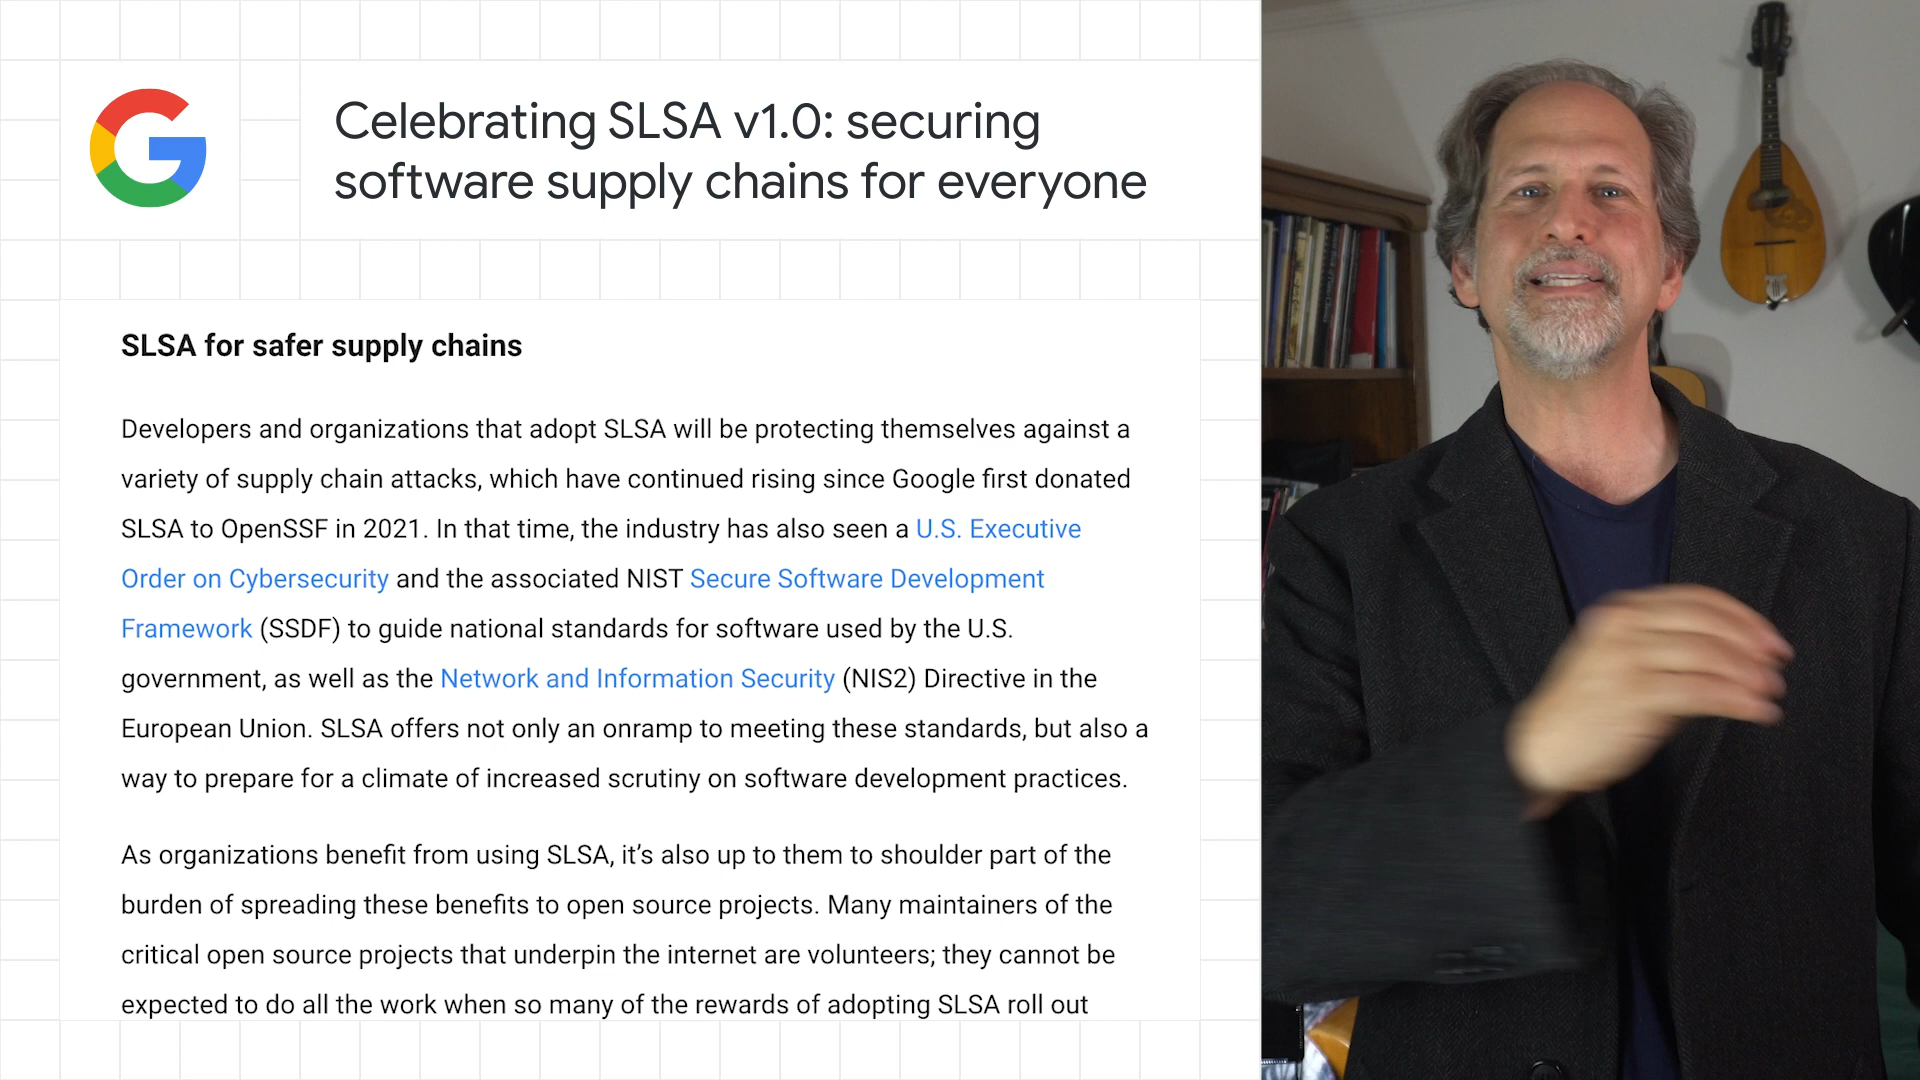 Celebrating SLSA v1.0: securing
software supply chains for everyone
SLSA for safer supply chains
Developers and organizations that adopt SLSA will be protecting themselves against a
variety of supply chain attacks, which have continued rising since Google first donated
SLSA to OpenSSF in 2021. In that time, the industry has also seen a U.S. Executive
Order on Cybersecurity and the associated NIST Secure Software Development
Framework (SSDF) to guide national standards for software used by the U.S.
government, as well as the Network and Information Security (NIS2) Directive in the
European Union. SLSA offers not only an onramp to meeting these standards, but also a
way to prepare for a climate of increased scrutiny on software development practices.
As organizations benefit from using SLSA, it’s also up to them to shoulder part of the
burden of spreading these benefits to open source projects. Many maintainers of the
critical open source projects that underpin the internet are volunteers; they cannot be
expected to do all the work when so many of the rewards of adopting SLSA roll out